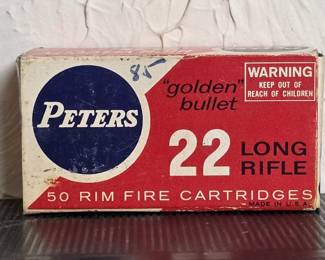 85
"golden"
bullet
WARNING
KEEP OUT OF
REACH OF CHILDREN
PETERS
22 LONG
RIFLE
50 RIM FIRE CARTRIDGES
MADE IN U.S.A.